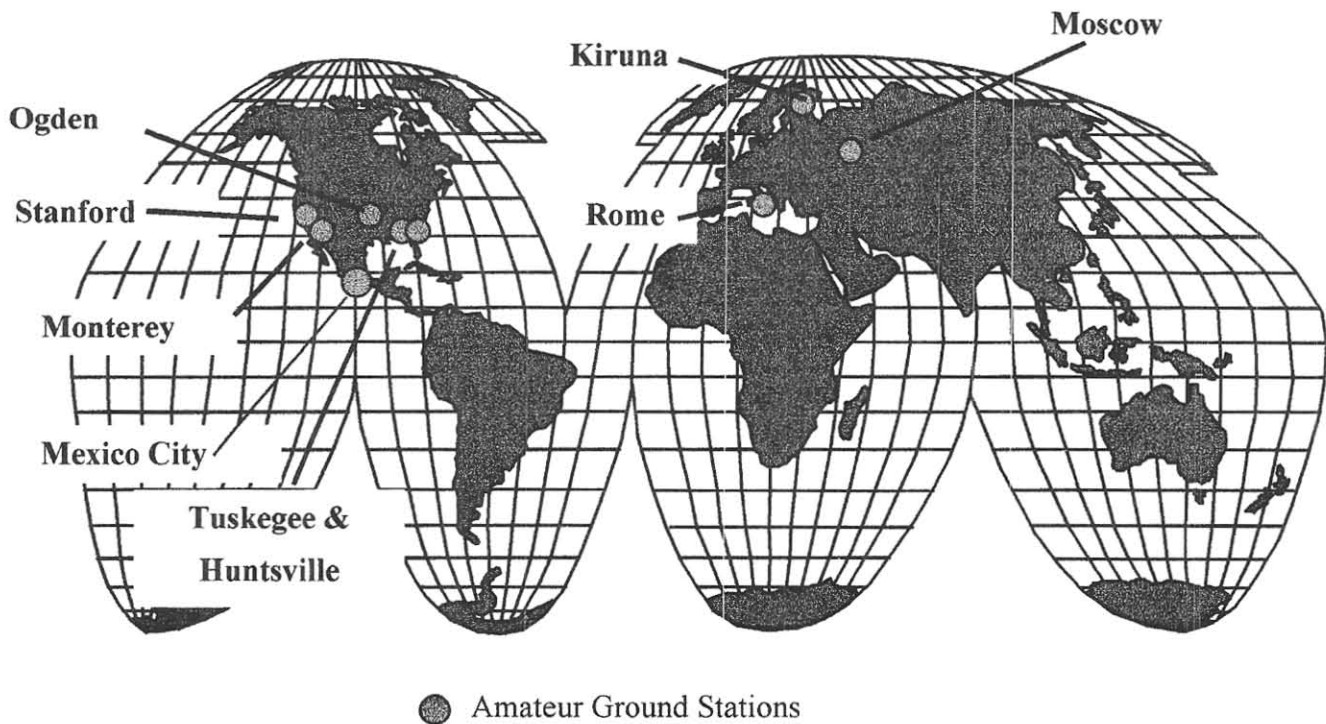 Moscow
Kiruna
Ogden
Stanford
Rome
Monterey
Mexico City
Tuskegee &
Huntsville
Amateur Ground Stations